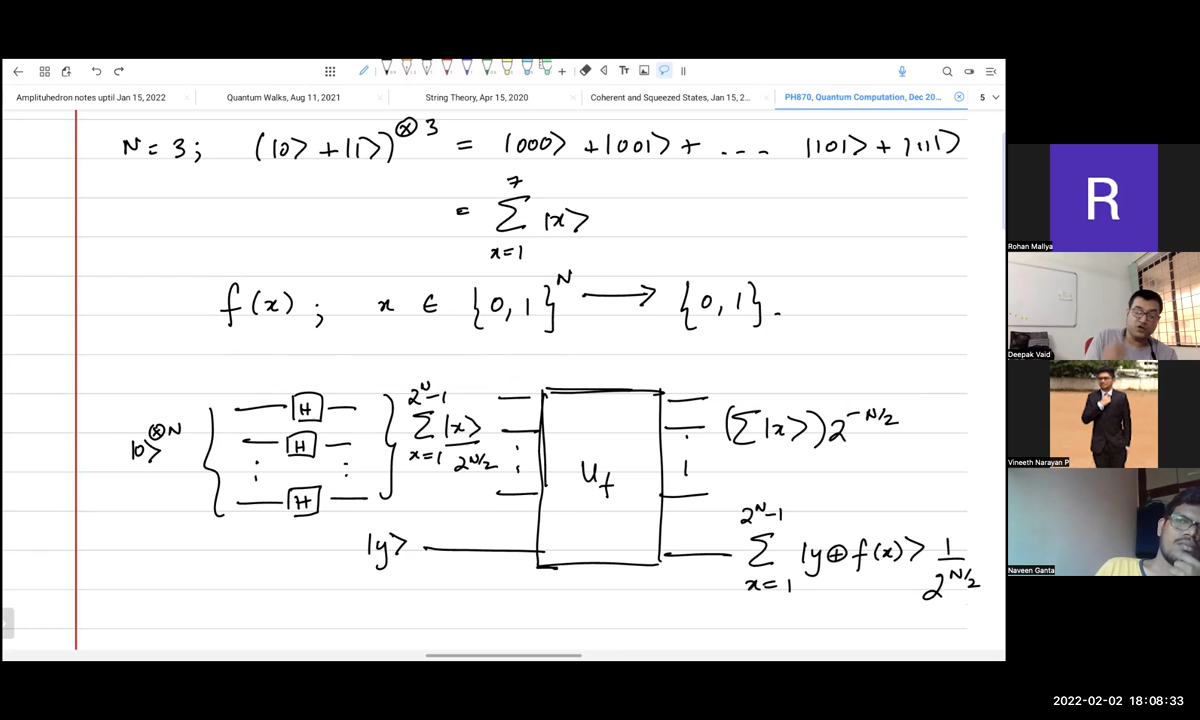 Amplituhedron notes uptil Jan 15, 2022 Quantum Walks, Aug 11, 2021 String Theory, Apr 15, 2020 Coherent and Squeezed States, Jan 15, 2... PH870, Quantum Computation, Dec 20... 5
N = 3 ; (|0> + |1>)^{⊗ 3} = |000> + |001> + ... |101> + |111>
= \sum_{x=1}^{7} |x>
f(x) ; x ∈ {0, 1}^N ⟶ {0, 1}.
|0>^{⊗N} H H : H : \sum_{x=1}^{2^N-1} |x> / 2^{N/2} U_f (Σ|x>) 2^{-N/2}
|y> \sum_{x=1}^{2^N-1} |y ⊕ f(x)> 1 / 2^{N/2}
R
Rohan Mallya
Deepak Vaid
Vineeth Narayan P
Naveen Ganta
2022-02-02 18:08:33